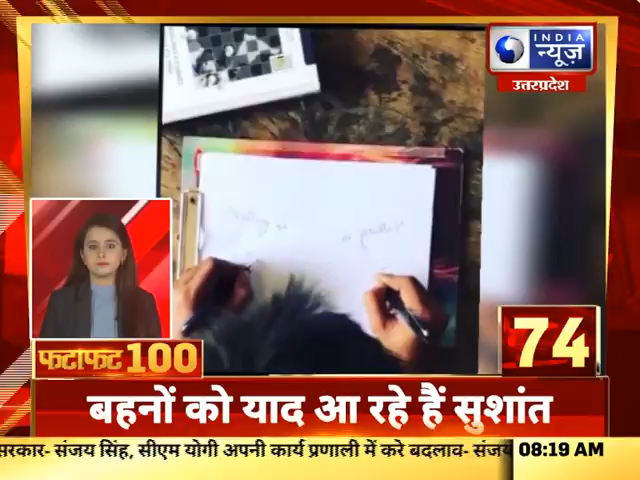 INDIA
न्यूज़
उत्तरप्रदेश
74
फटाफट 100
बहनों को याद आ रहे हैं सुशांत
सरकार- संजय सिंह, सीएम योगी अपनी कार्य प्रणाली में करे बदलाव- संजय
08:19 AM